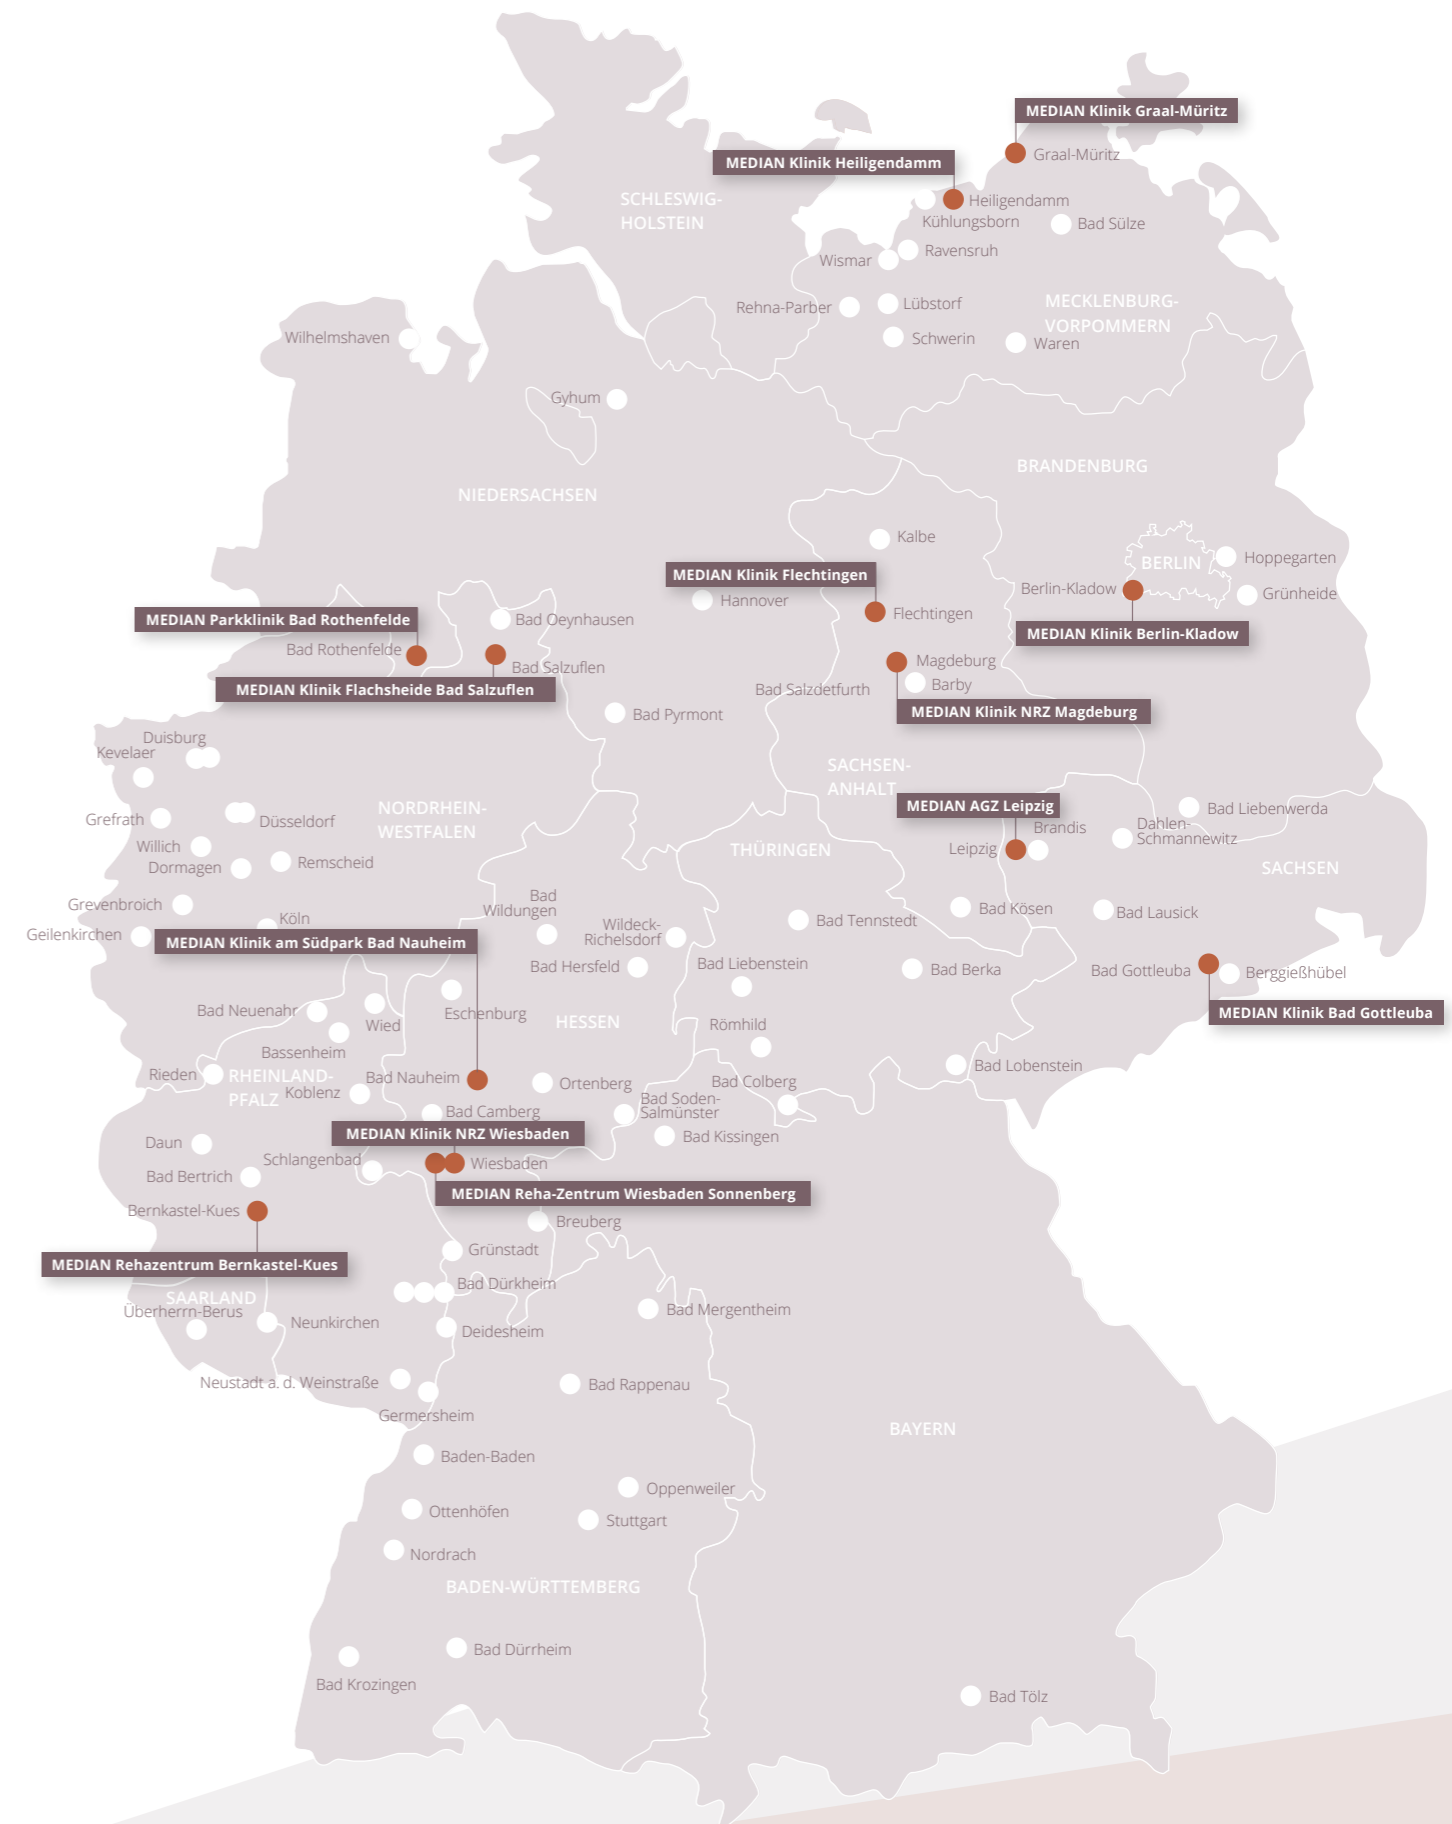 MEDIAN Klinik Graal-Müritz
Graal-Müritz
MEDIAN Klinik Heiligendamm
Heiligendamm
SCHLESWIG-
HOLSTEIN
Kühlungsborn
Bad Sülze
Ravensruh
Wismar
MECKLENBURG-
VORPOMMERN
Rehna-Parber
Lübstorf
Schwerin
Waren
Wilhelmshaven
Gyhum
BRANDENBURG
NIEDERSACHSEN
Kalbe
Hoppegarten
BERLIN
MEDIAN Klinik Flechtingen
Berlin-Kladow
Grünheide
Hannover
Flechtingen
MEDIAN Parkklinik Bad Rothenfelde
Bad Oeynhausen
MEDIAN Klinik Berlin-Kladow
Bad Rothenfelde
Magdeburg
Bad Salzuflen
Barby
MEDIAN Klinik Flachsheide Bad Salzuflen
Bad Salzdetfurth
MEDIAN Klinik NRZ Magdeburg
Bad Pyrmont
Duisburg
Kevelaer
SACHSEN-
ANHALT
NORDRHEIN-
WESTFALEN
MEDIAN AGZ Leipzig
Bad Liebenwerda
Grefrath
Düsseldorf
Brandis
Dahlen-
Schmannewitz
Willich
THÜRINGEN
Leipzig
Remscheid
Dormagen
SACHSEN
Bad
Wildungen
Grevenbroich
Bad Kösen
Bad Lausick
Köln
Bad Tennstedt
Wildeck-
Richelsdorf
Geilenkirchen
MEDIAN Klinik am Südpark Bad Nauheim
Bad Hersfeld
Bad Liebenstein
Bad Berka
Bad Gottleuba
Berggießhübel
Bad Neuenahr
Eschenburg
MEDIAN Klinik Bad Gottleuba
Wied
HESSEN
Römhild
Bassenheim
Bad Lobenstein
Rieden
RHEINLAND-
PFALZ
Bad Nauheim
Ortenberg
Bad Colberg
Koblenz
Bad Soden-
Salmünster
Bad Camberg
MEDIAN Klinik NRZ Wiesbaden
Bad Kissingen
Daun
Schlangenbad
Wiesbaden
Bad Bertrich
MEDIAN Reha-Zentrum Wiesbaden Sonnenberg
Bernkastel-Kues
Breuberg
Grünstadt
MEDIAN Rehazentrum Bernkastel-Kues
Bad Dürkheim
SAARLAND
Überherrn-Berus
Bad Mergentheim
Neunkirchen
Deidesheim
Neustadt a. d. Weinstraße
Bad Rappenau
Germersheim
BAYERN
Baden-Baden
Oppenweiler
Ottenhöfen
Stuttgart
Nordrach
BADEN-WÜRTTEMBERG
Bad Dürrheim
Bad Krozingen
Bad Tölz